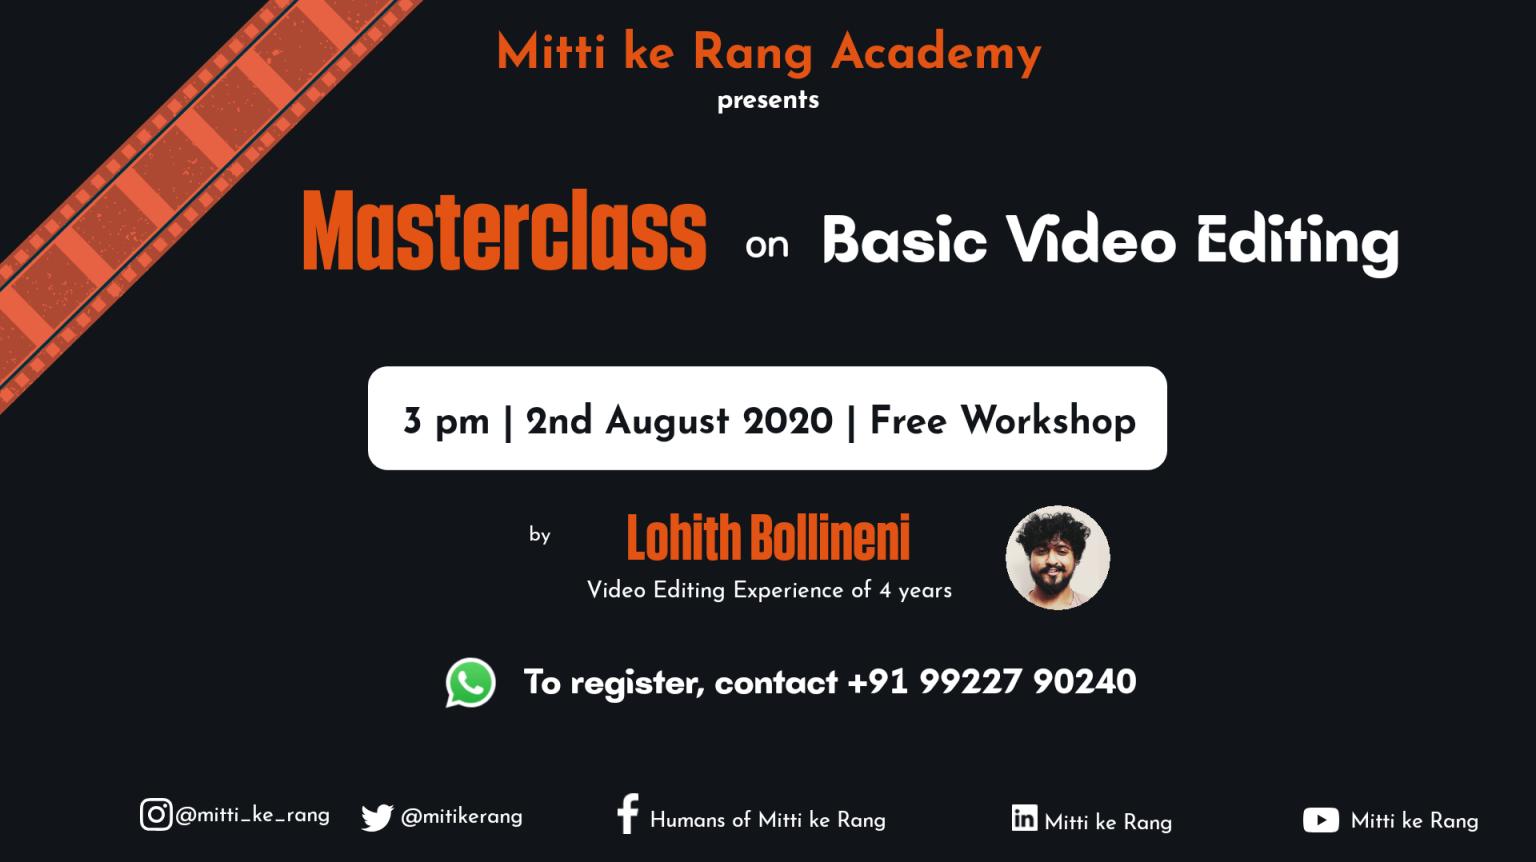 Mitti ke Rang Academy
presents
Masterclass on Basic Video Editing
3 pm | 2nd August 2020 | Free Workshop
by Lohith Bollineni
Video Editing Experience of 4 years
To register, contact +91 99227 90240
@mitti_ke_rang @mitikerang Humans of Mitti ke Rang in Mitti ke Rang Mitti ke Rang